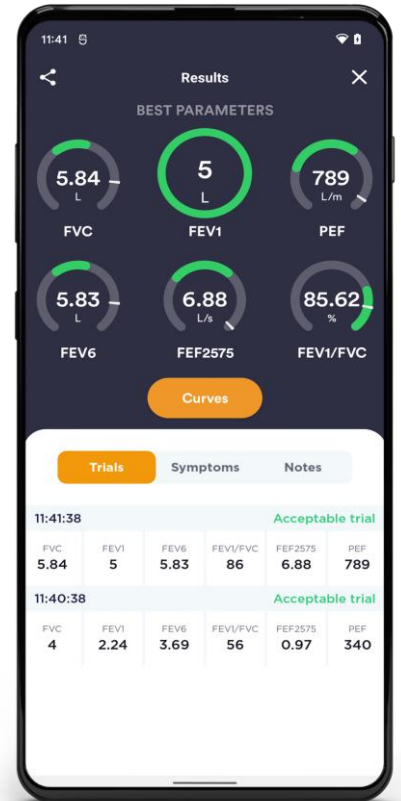 11:41
Results
BEST PARAMETERS
5.84 5 789
L L L/m
FVC FEV1 PEF
5.83 6.88 85.62
L L/s %
FEV6 FEF2575 FEV1/FVC
Curves
Trials Symptoms Notes
11:41:38 Acceptable trial
FVC FEV1 FEV6 FEV1/FVC FEF2575 PEF
5.84 5 5.83 86 6.88 789
11:40:38 Acceptable trial
FVC FEV1 FEV6 FEV1/FVC FEF2575 PEF
4 2.24 3.69 56 0.97 340